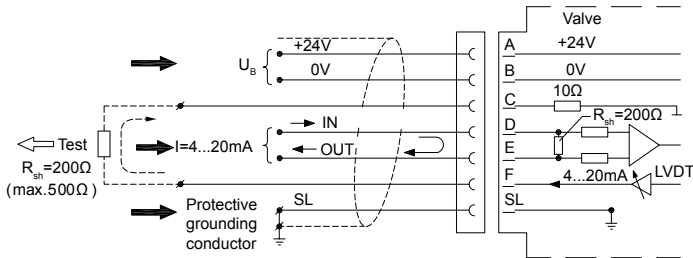 Valve
+24V
A
+24V
U_B
0V
B
0V
C
10Ω
R_sh=200Ω
IN
D
Test
I=4...20mA
OUT
E
R_sh=200Ω
(max.500Ω)
F
4...20mA
LVDT
Protective
grounding
conductor
SL
SL